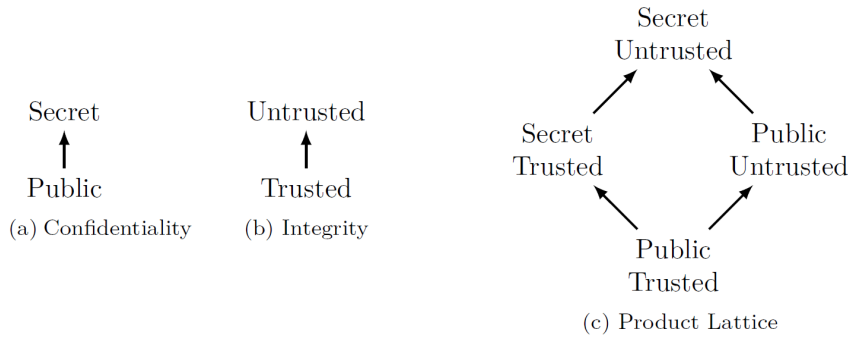 Secret
Public
(a) Confidentiality
Untrusted
Trusted
(b) Integrity
Secret
Untrusted
Secret
Trusted
Public
Untrusted
Public
Trusted
(c) Product Lattice